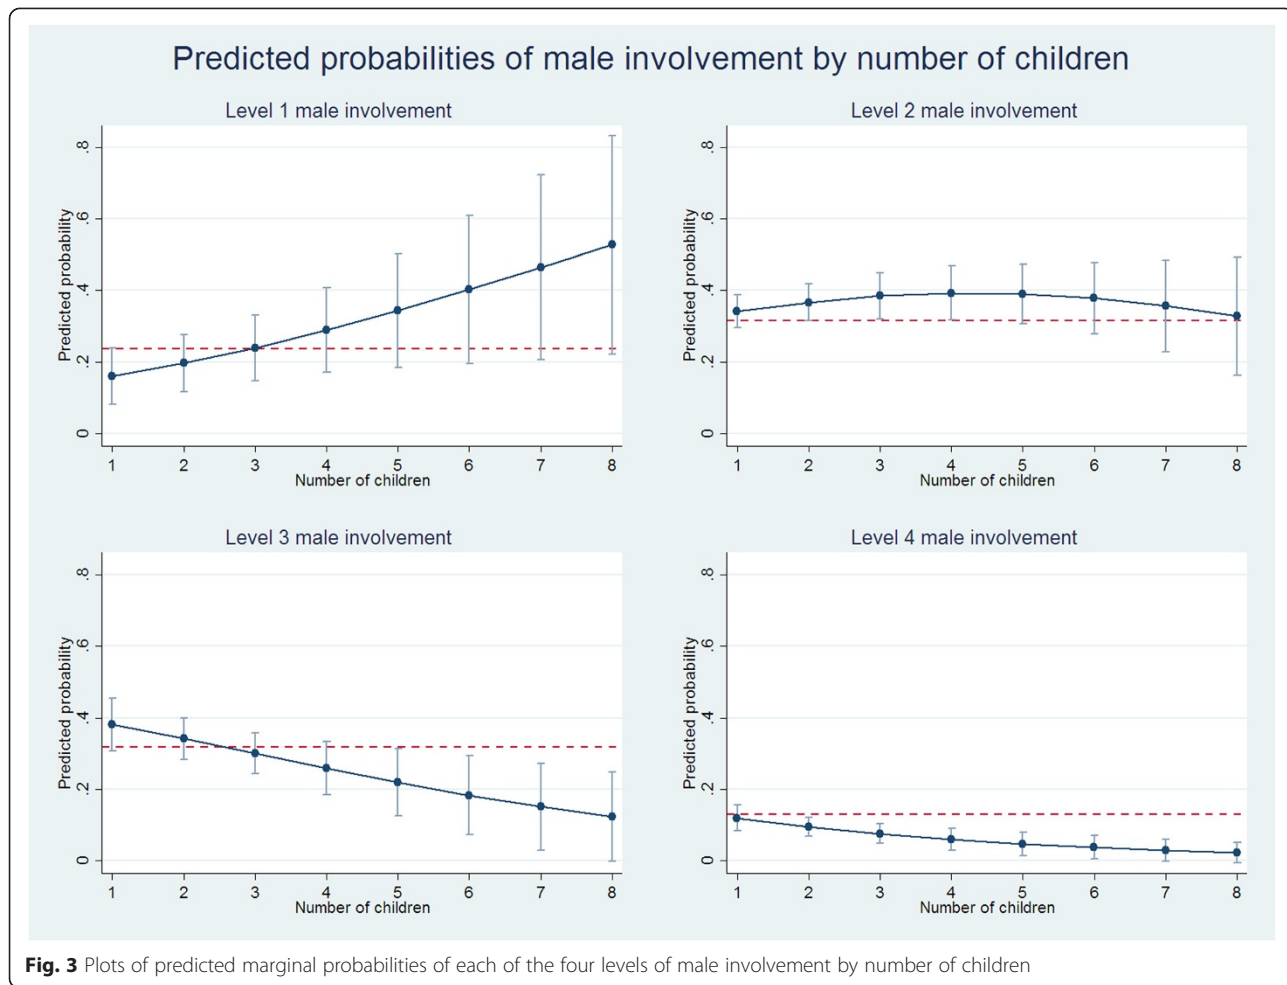 Predicted probabilities of male involvement by number of children
Level 1 male involvement
Predicted probability
.8
.6
.4
.2
0
1 2 3 4 5 6 7 8
Number of children
Level 2 male involvement
Predicted probability
.8
.6
.4
.2
0
1 2 3 4 5 6 7 8
Number of children
Level 3 male involvement
Predicted probability
.8
.6
.4
.2
0
1 2 3 4 5 6 7 8
Number of children
Level 4 male involvement
Predicted probability
.8
.6
.4
.2
0
1 2 3 4 5 6 7 8
Number of children
Fig. 3 Plots of predicted marginal probabilities of each of the four levels of male involvement by number of children